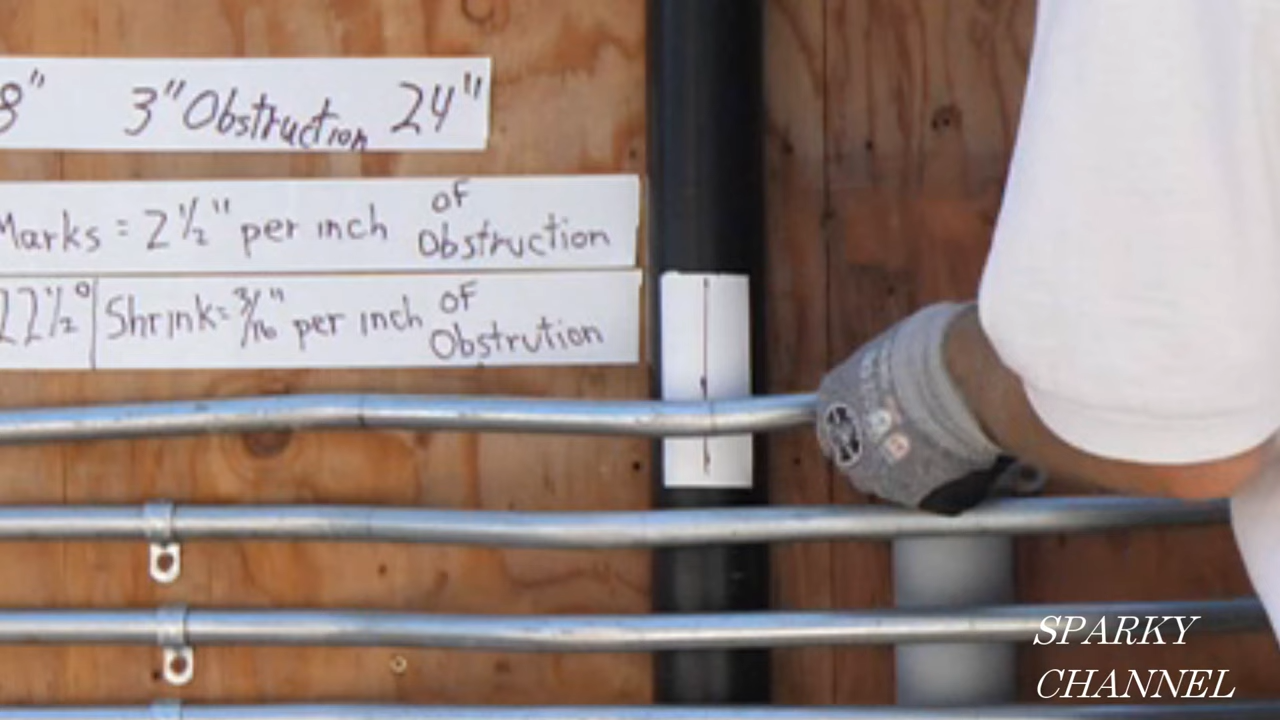 8" 3" Obstruction 24"
Marks = 2 1/2" per inch of Obstruction
22 1/2° Shrink = 3/16" per inch of Obstrution
SPARKY
CHANNEL